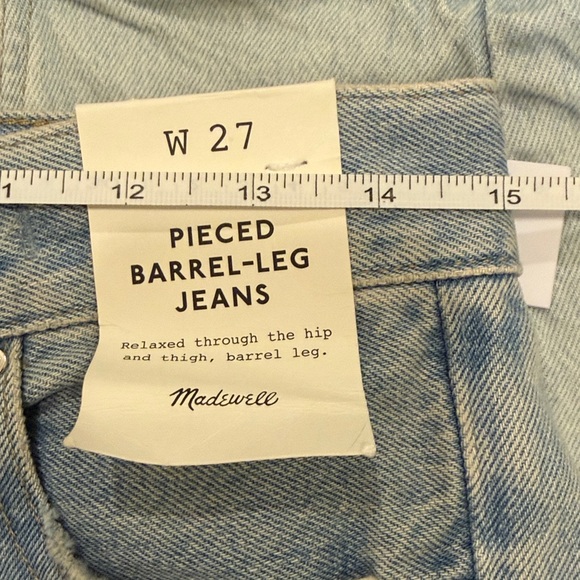 W 27
1 12 13 14 15
PIECED
BARREL-LEG
JEANS
Relaxed through the hip
and thigh, barrel leg.
Madewell